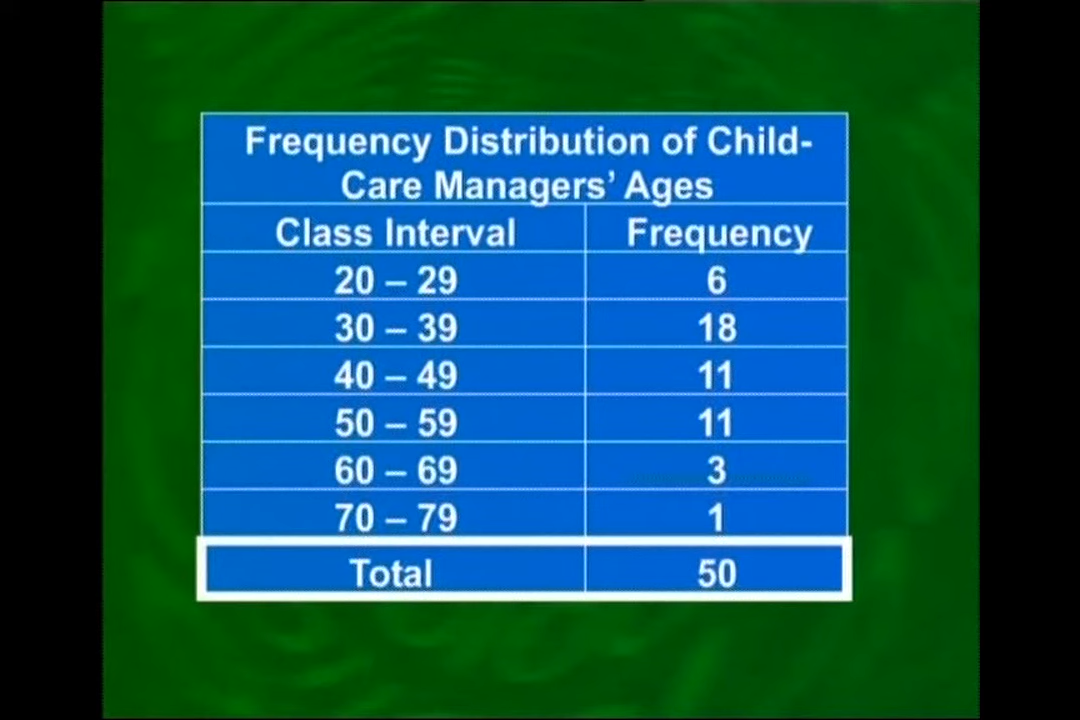 Frequency Distribution of Child-
Care Managers' Ages
Class Interval Frequency
20 – 29 6
30 – 39 18
40 – 49 11
50 – 59 11
60 – 69 3
70 – 79 1
Total 50